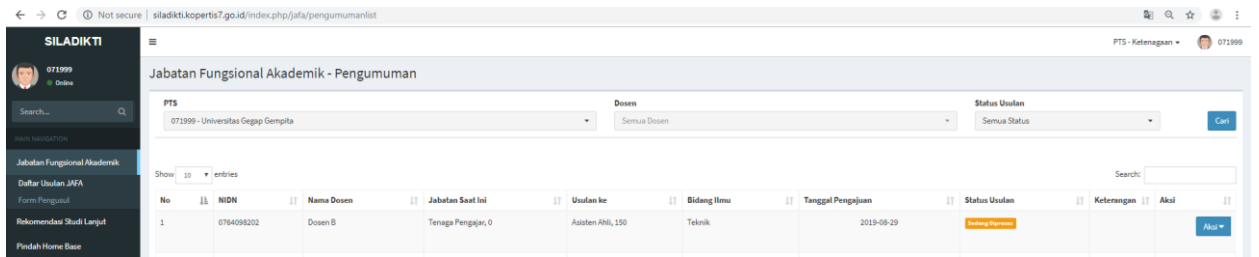 Not secure | siladikti.kopertis7.go.id/index.php/jafa/pengumumanlist
SILADIKTI
PTS - Ketenagaan
071999
071999
Online
Jabatan Fungsional Akademik - Pengumuman
Search...
PTS
Dosen
Status Usulan
071999 - Universitas Gegap Gempita
Semua Dosen
Semua Status
Cari
MAIN NAVIGATION
Jabatan Fungsional Akademik
Daftar Usulan JAFA
Form Pengusul
Rekomendasi Studi Lanjut
Pindah Home Base
Show 10 entries
Search:
No NIDN Nama Dosen Jabatan Saat Ini Usulan ke Bidang Ilmu Tanggal Pengajuan Status Usulan Keterangan Aksi
1 0764098202 Dosen B Tenaga Pengajar, 0 Asisten Ahli, 150 Teknik 2019-08-29 Sedang Diproses Aksi